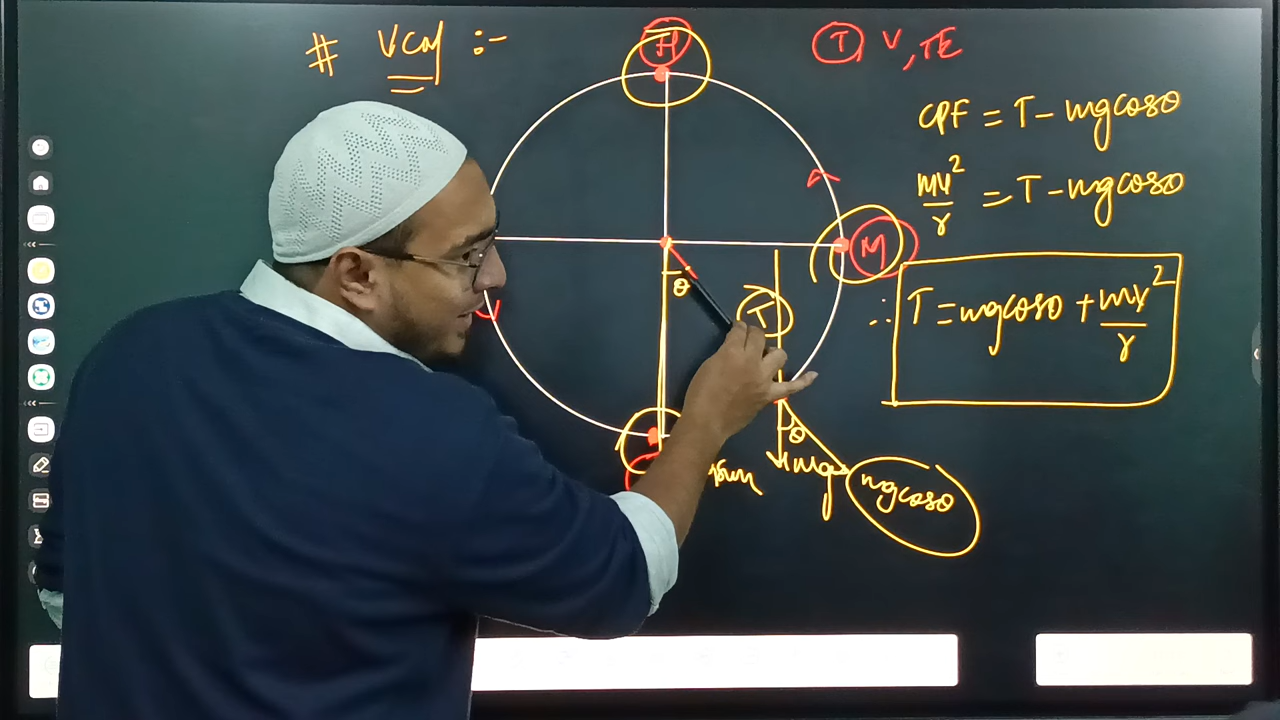 # VCM :-
H
T V, TE
CPF = T - mgcosθ
mv²/r = T - mgcosθ
M
∴ T = mgcosθ + mv²/r
θ
T
θ
mg
mgcosθ